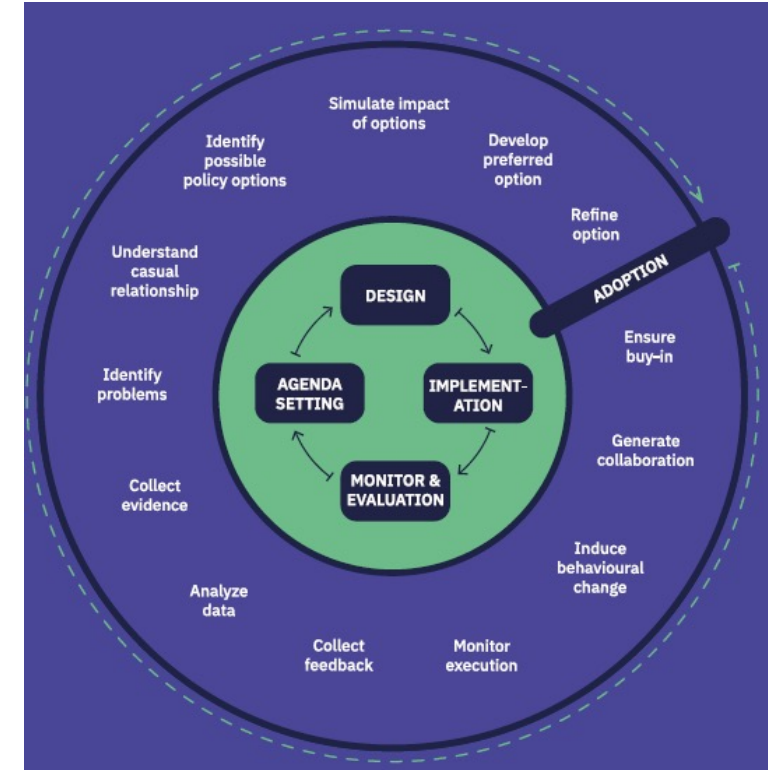 Simulate impact
of options
Identify
possible
policy options
Develop
preferred
option
Refine
option
Understand
casual
relationship
ADOPTION
DESIGN
Ensure
buy-in
Identify
problems
AGENDA
SETTING
IMPLEMENT-
ATION
Generate
collaboration
MONITOR &
EVALUATION
Collect
evidence
Induce
behavioural
change
Analyze
data
Collect
feedback
Monitor
execution